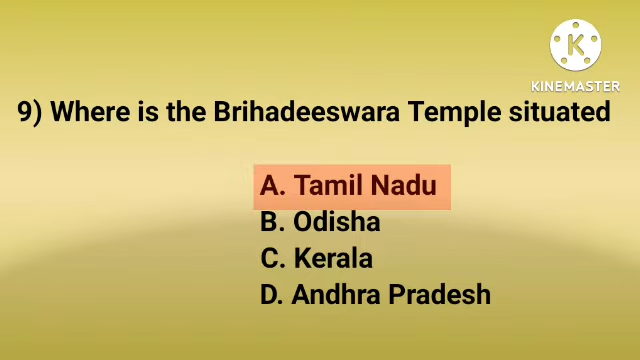 K
KINEMASTER
9) Where is the Brihadeeswara Temple situated
A. Tamil Nadu
B. Odisha
C. Kerala
D. Andhra Pradesh